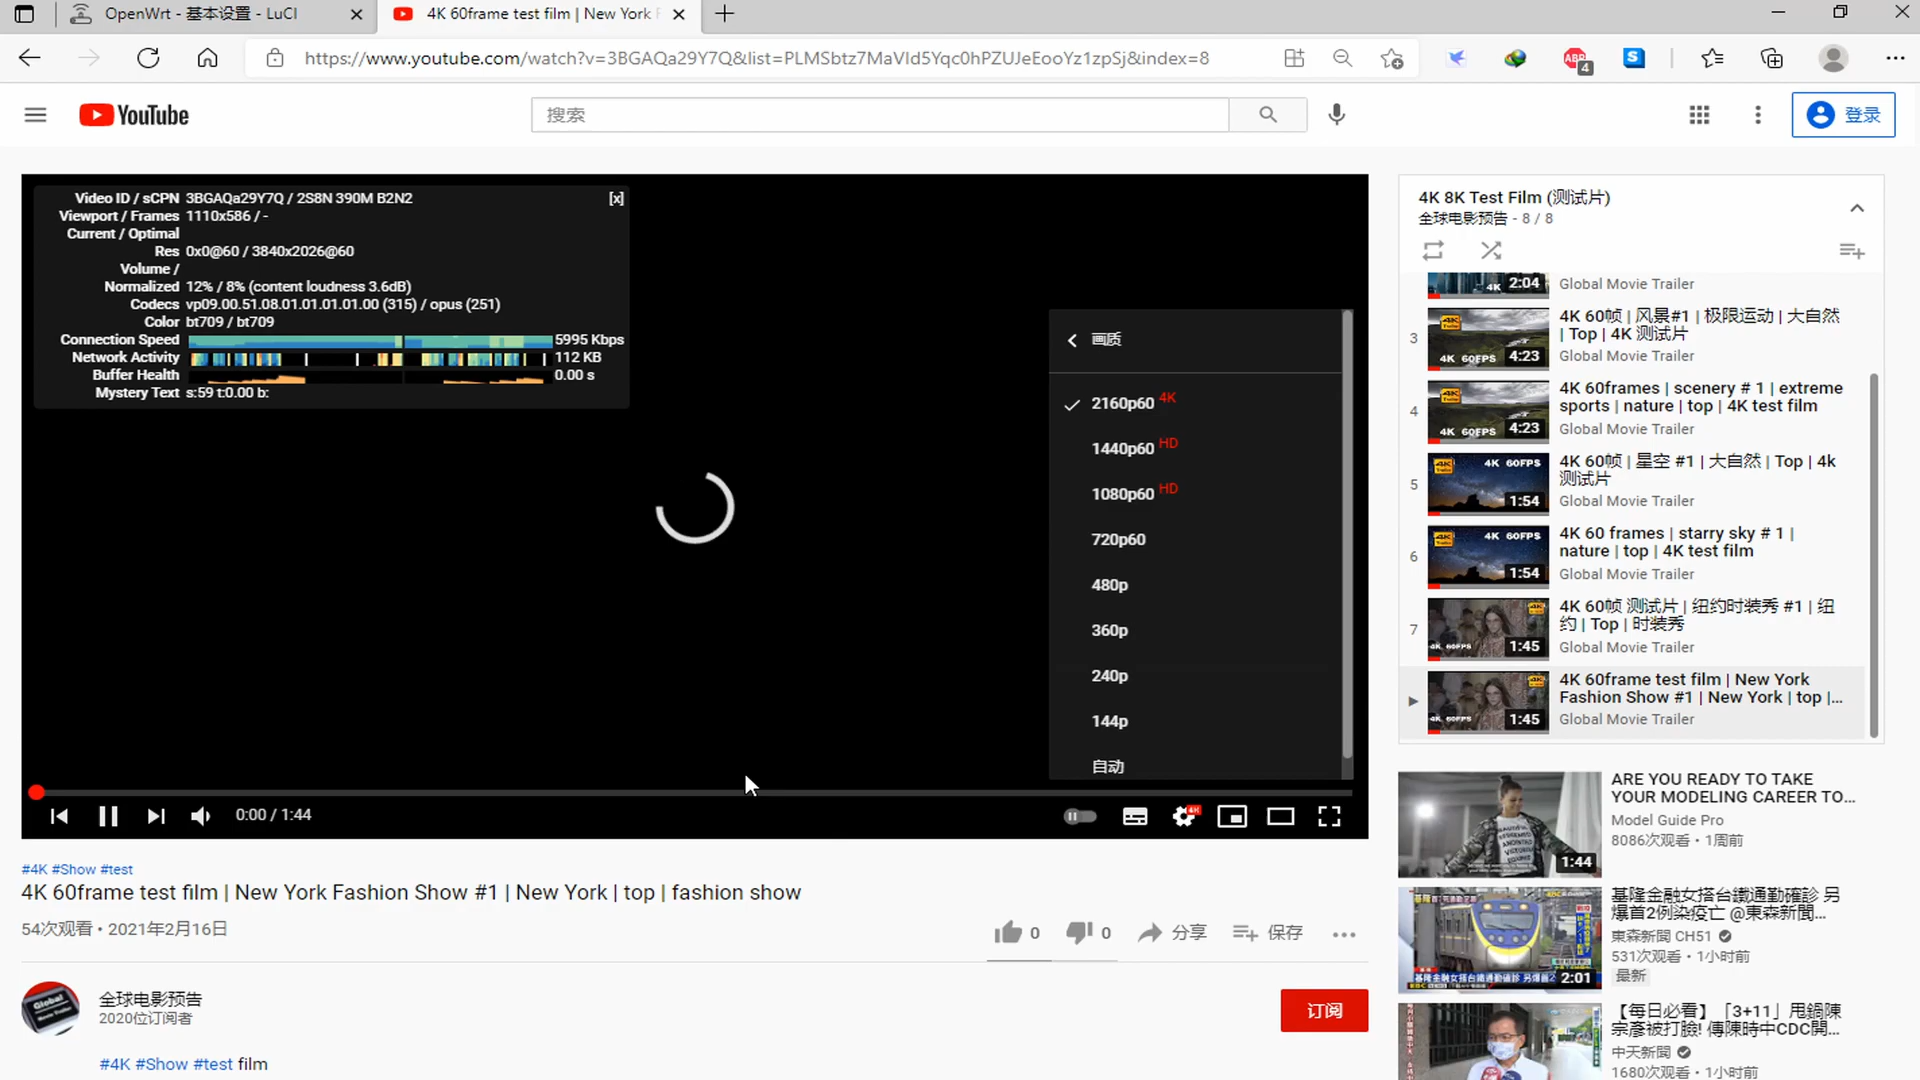 OpenWrt - 基本设置 - LuCI
4K 60frame test film | New York F
https://www.youtube.com/watch?v=3BGAQa29Y7Q&list=PLMSbtz7MaVId5Yqc0hPZUJeEooYz1zpSj&index=8
ABP
4
S
YouTube
搜索
登录
Video ID / sCPN 3BGAQa29Y7Q / 2S8N 390M B2N2
[x]
Viewport / Frames 1110x586 / -
Current / Optimal
Res 0x0@60 / 3840x2026@60
Volume /
Normalized 12% / 8% (content loudness 3.6dB)
Codecs vp09.00.51.08.01.01.01.01.00 (315) / opus (251)
Color bt709 / bt709
Connection Speed 5995 Kbps
Network Activity 112 KB
Buffer Health 0.00 s
Mystery Text s:59 t:0.00 b:
画质
2160p60 4K
1440p60 HD
1080p60 HD
720p60
480p
360p
240p
144p
自动
0:00 / 1:44
4K
#4K #Show #test
4K 60frame test film | New York Fashion Show #1 | New York | top | fashion show
54次观看 • 2021年2月16日
0
0
分享
保存
Global
Movie Trailer
全球电影预告
2020位订阅者
订阅
#4K #Show #test film
4K 8K Test Film (测试片)
全球电影预告 - 8 / 8
4K 2:04
Global Movie Trailer
3
4K 60FPS 4:23
4K 60帧 | 风景#1 | 极限运动 | 大自然
| Top | 4K 测试片
Global Movie Trailer
4
4K 60FPS 4:23
4K 60frames | scenery # 1 | extreme
sports | nature | top | 4K test film
Global Movie Trailer
5
4K 60FPS
1:54
4K 60帧 | 星空 #1 | 大自然 | Top | 4k
测试片
Global Movie Trailer
6
4K 60FPS
1:54
4K 60 frames | starry sky # 1 |
nature | top | 4K test film
Global Movie Trailer
7
4K 60FPS 1:45
4K 60帧 测试片 | 纽约时装秀 #1 | 纽
约 | Top | 时装秀
Global Movie Trailer
4K 60FPS 1:45
4K 60frame test film | New York
Fashion Show #1 | New York | top |...
Global Movie Trailer
1:44
ARE YOU READY TO TAKE
YOUR MODELING CAREER TO...
Model Guide Pro
8086次观看 • 1周前
2:01
基隆金融女搭台鐵通勤確診 另
爆首2例染疫亡 @東森新聞...
東森新聞 CH51
531次观看 • 1小时前
最新
【每日必看】「3+11」甩鍋陳
宗彥被打臉! 傳陳時中CDC開...
中天新聞
1680次观看 • 1小时前